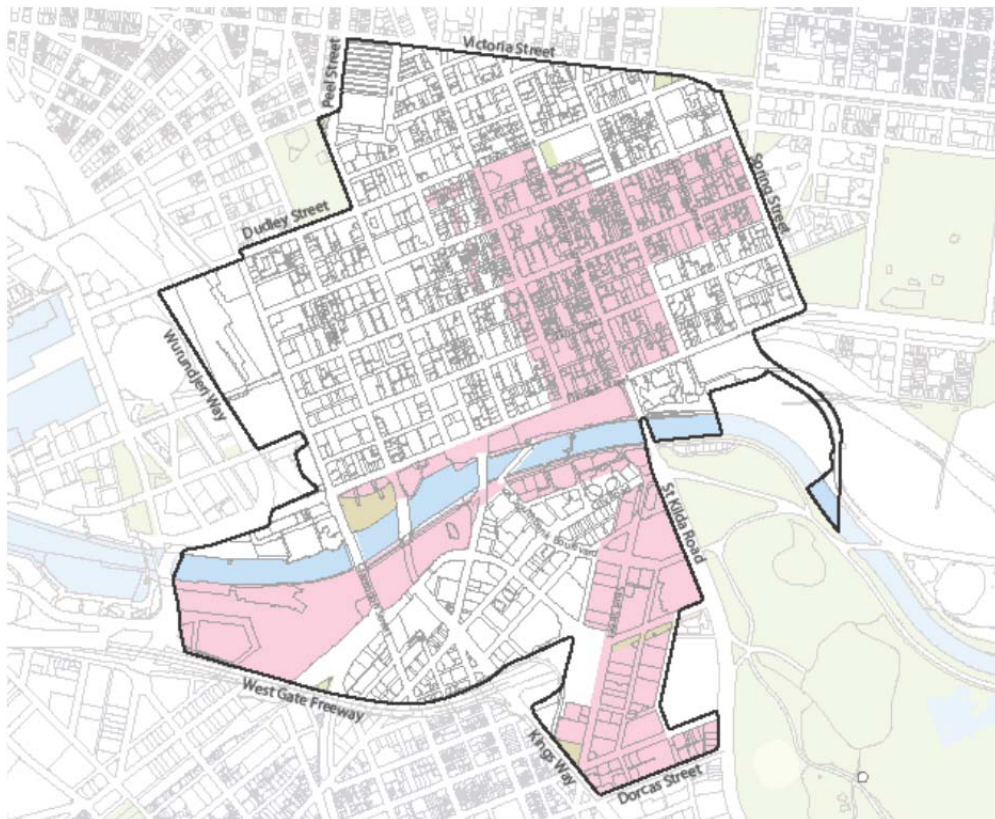 Victoria Street
Peel Street
Spring Street
Dudley Street
Wurundjeri Way
St Kilda Road
Boulevard
West Gate Freeway
Kings Way
Dorcas Street